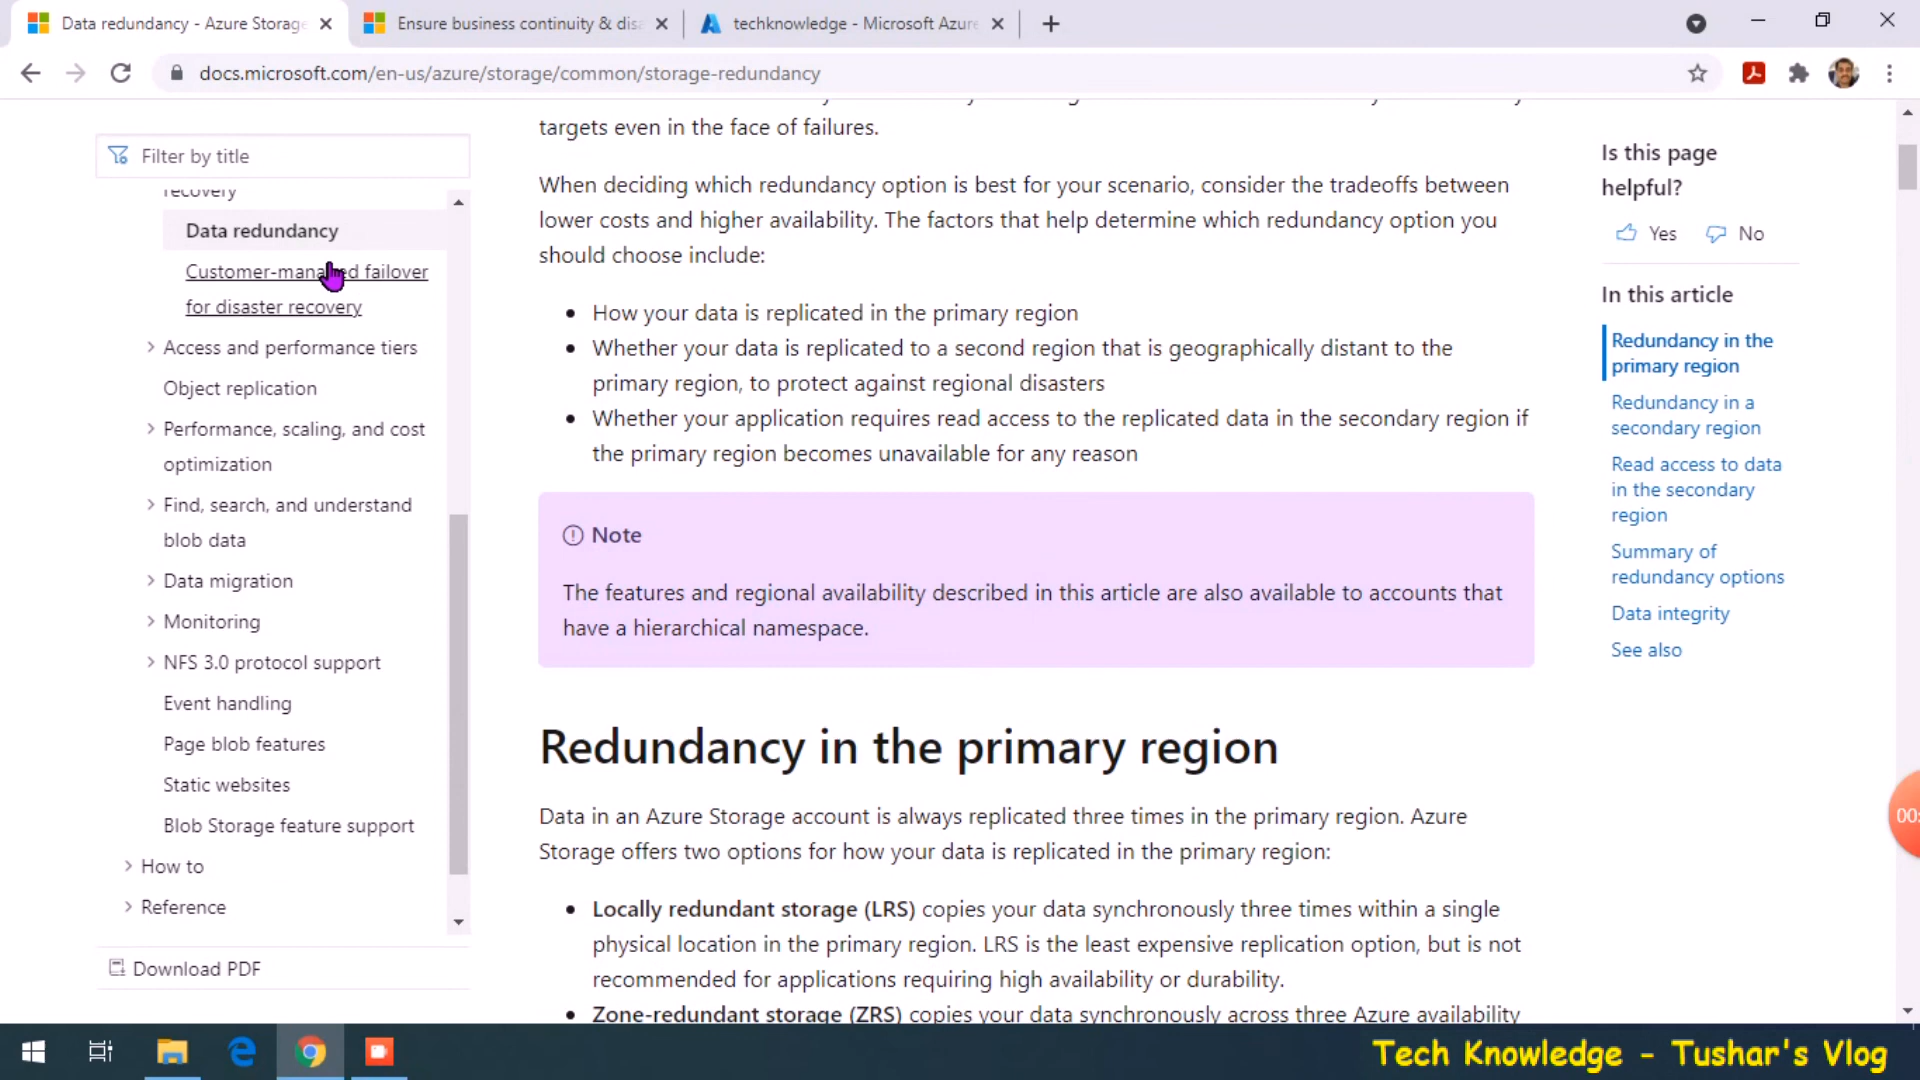 Data redundancy - Azure Storage
Ensure business continuity & disa
techknowledge - Microsoft Azure
docs.microsoft.com/en-us/azure/storage/common/storage-redundancy
Filter by title
recovery
Data redundancy
Customer-managed failover
for disaster recovery
Access and performance tiers
Object replication
Performance, scaling, and cost
optimization
Find, search, and understand
blob data
Data migration
Monitoring
NFS 3.0 protocol support
Event handling
Page blob features
Static websites
Blob Storage feature support
How to
Reference
Download PDF
targets even in the face of failures.
When deciding which redundancy option is best for your scenario, consider the tradeoffs between
lower costs and higher availability. The factors that help determine which redundancy option you
should choose include:
• How your data is replicated in the primary region
• Whether your data is replicated to a second region that is geographically distant to the
primary region, to protect against regional disasters
• Whether your application requires read access to the replicated data in the secondary region if
the primary region becomes unavailable for any reason
Note
The features and regional availability described in this article are also available to accounts that
have a hierarchical namespace.
Redundancy in the primary region
Data in an Azure Storage account is always replicated three times in the primary region. Azure
Storage offers two options for how your data is replicated in the primary region:
• Locally redundant storage (LRS) copies your data synchronously three times within a single
physical location in the primary region. LRS is the least expensive replication option, but is not
recommended for applications requiring high availability or durability.
• Zone-redundant storage (ZRS) copies your data synchronously across three Azure availability
Is this page
helpful?
Yes No
In this article
Redundancy in the
primary region
Redundancy in a
secondary region
Read access to data
in the secondary
region
Summary of
redundancy options
Data integrity
See also
00:
Tech Knowledge - Tushar's Vlog